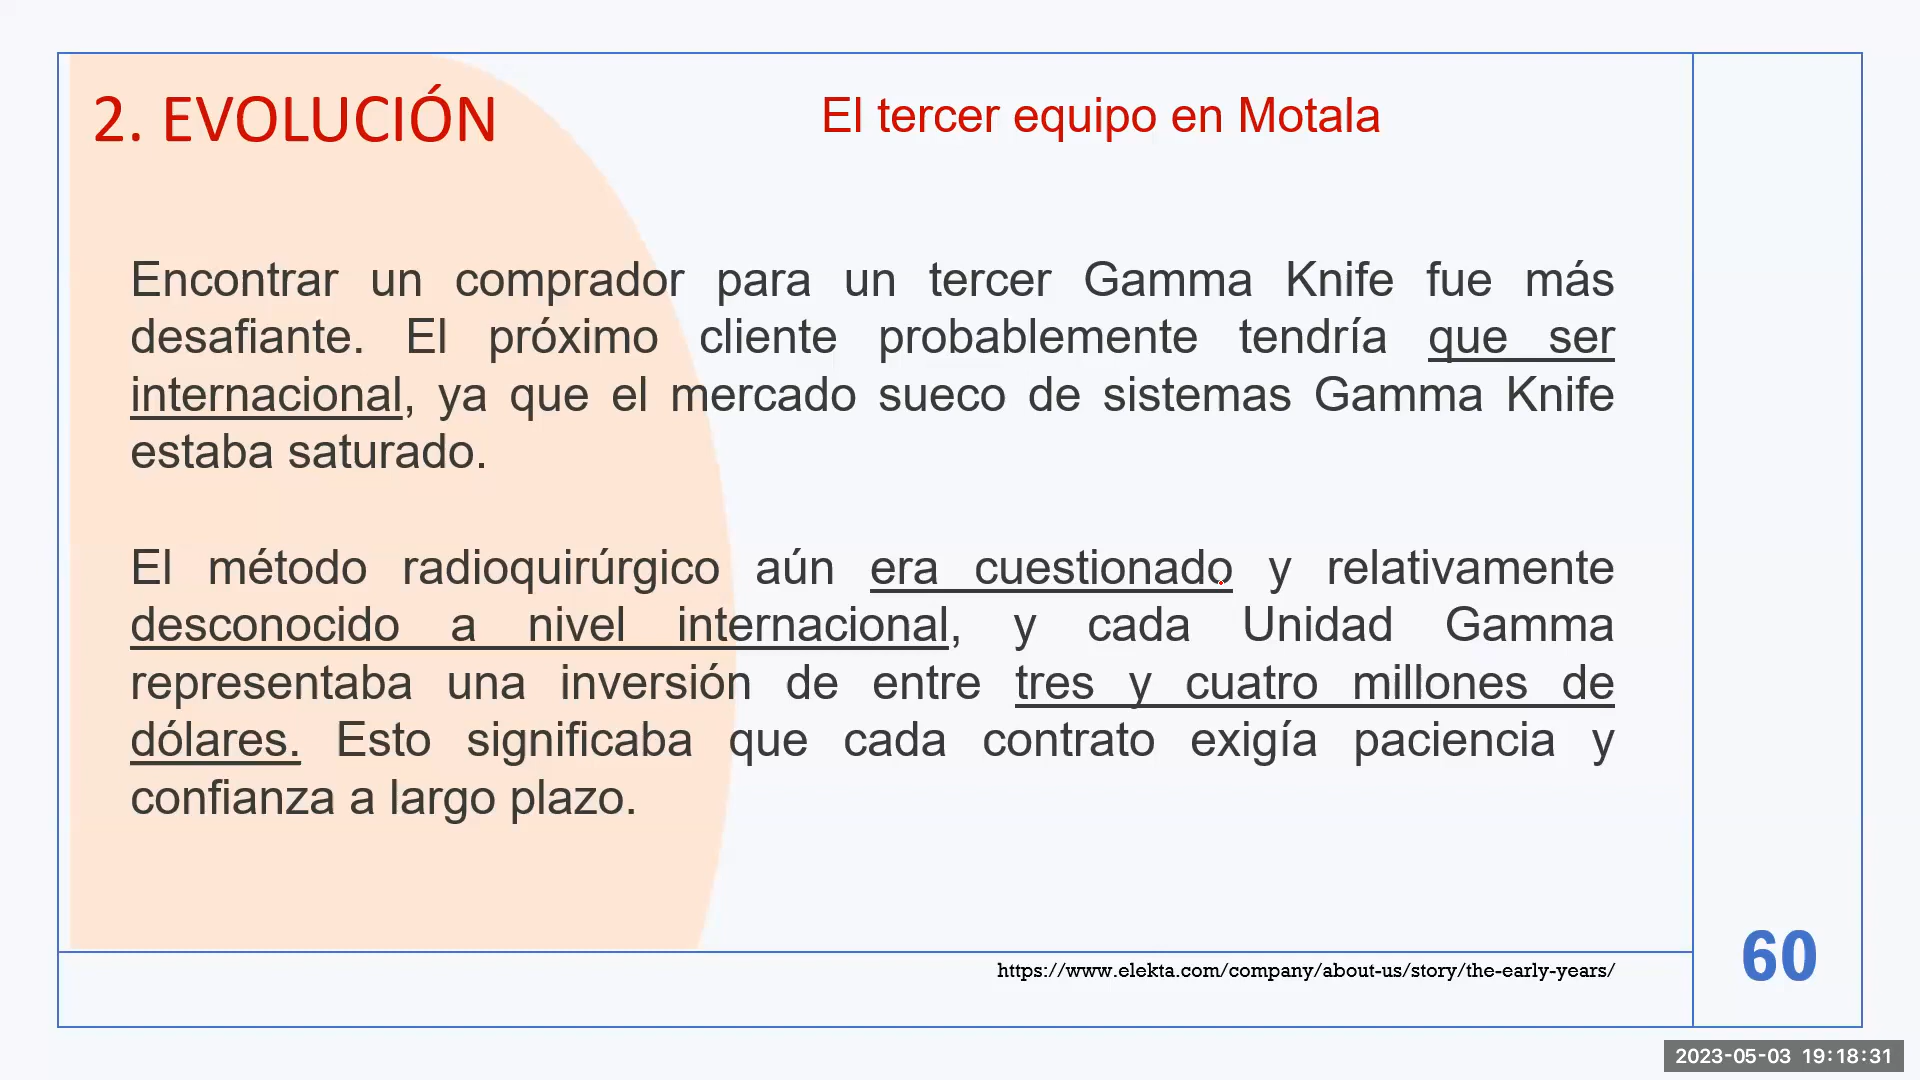 2. EVOLUCIÓN
El tercer equipo en Motala
Encontrar un comprador para un tercer Gamma Knife fue más
desafiante. El próximo cliente probablemente tendría que ser
internacional, ya que el mercado sueco de sistemas Gamma Knife
estaba saturado.
El método radioquirúrgico aún era cuestionado y relativamente
desconocido a nivel internacional, y cada Unidad Gamma
representaba una inversión de entre tres y cuatro millones de
dólares. Esto significaba que cada contrato exigía paciencia y
confianza a largo plazo.
https://www.elekta.com/company/about-us/story/the-early-years/
60
2023-05-03 19:18:31